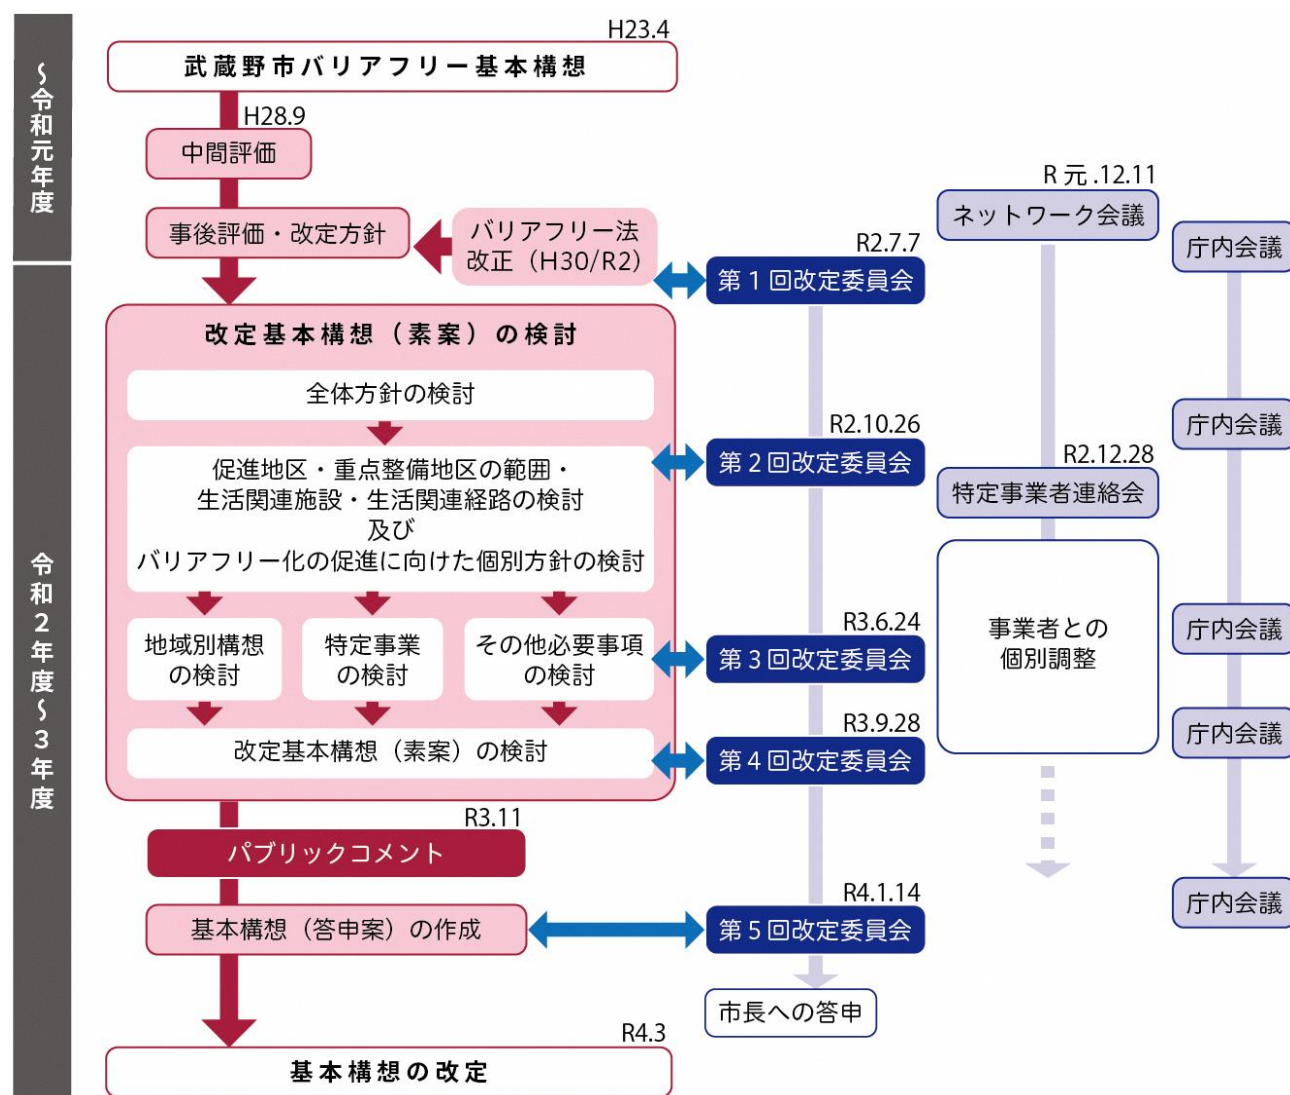 ～令和元年度
令和２年度～３年度
H23.4
武蔵野市バリアフリー基本構想
H28.9
中間評価
事後評価・改定方針
バリアフリー法
改正（H30/R2）
改定基本構想（素案）の検討
全体方針の検討
促進地区・重点整備地区の範囲・
生活関連施設・生活関連経路の検討
及び
バリアフリー化の促進に向けた個別方針の検討
地域別構想
の検討
特定事業
の検討
その他必要事項
の検討
改定基本構想（素案）の検討
R3.11
パブリックコメント
基本構想（答申案）の作成
R4.3
基本構想の改定
R2.7.7
第１回改定委員会
R2.10.26
第２回改定委員会
R3.6.24
第３回改定委員会
R3.9.28
第４回改定委員会
R4.1.14
第５回改定委員会
市長への答申
R元.12.11
ネットワーク会議
R2.12.28
特定事業者連絡会
事業者との
個別調整
庁内会議
庁内会議
庁内会議
庁内会議
庁内会議